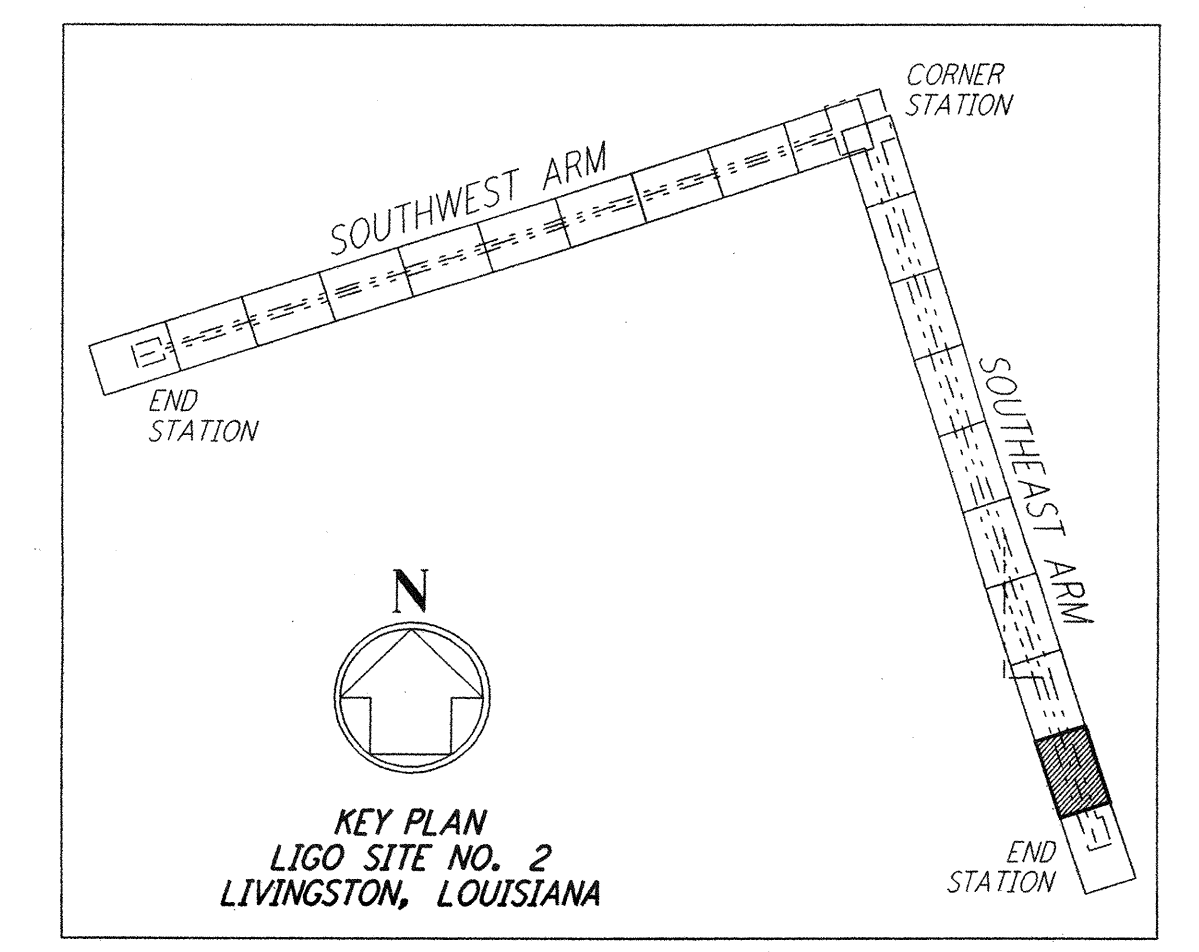 CORNER
STATION
SOUTHWEST ARM
END
STATION
SOUTHEAST ARM
N
KEY PLAN
LIGO SITE NO. 2
LIVINGSTON, LOUISIANA
END
STATION